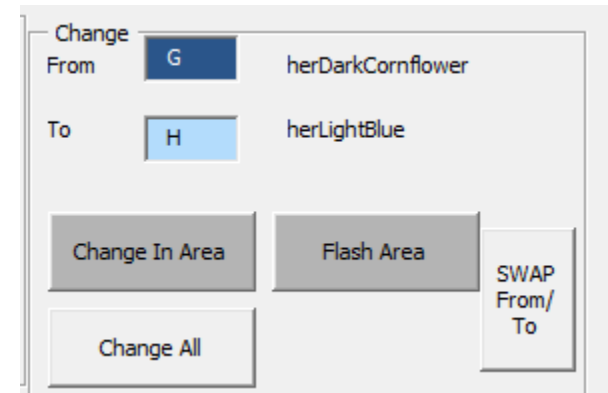 Change
From G herDarkCornflower
To H herLightBlue
Change In Area Flash Area
SWAP
From/
To
Change All